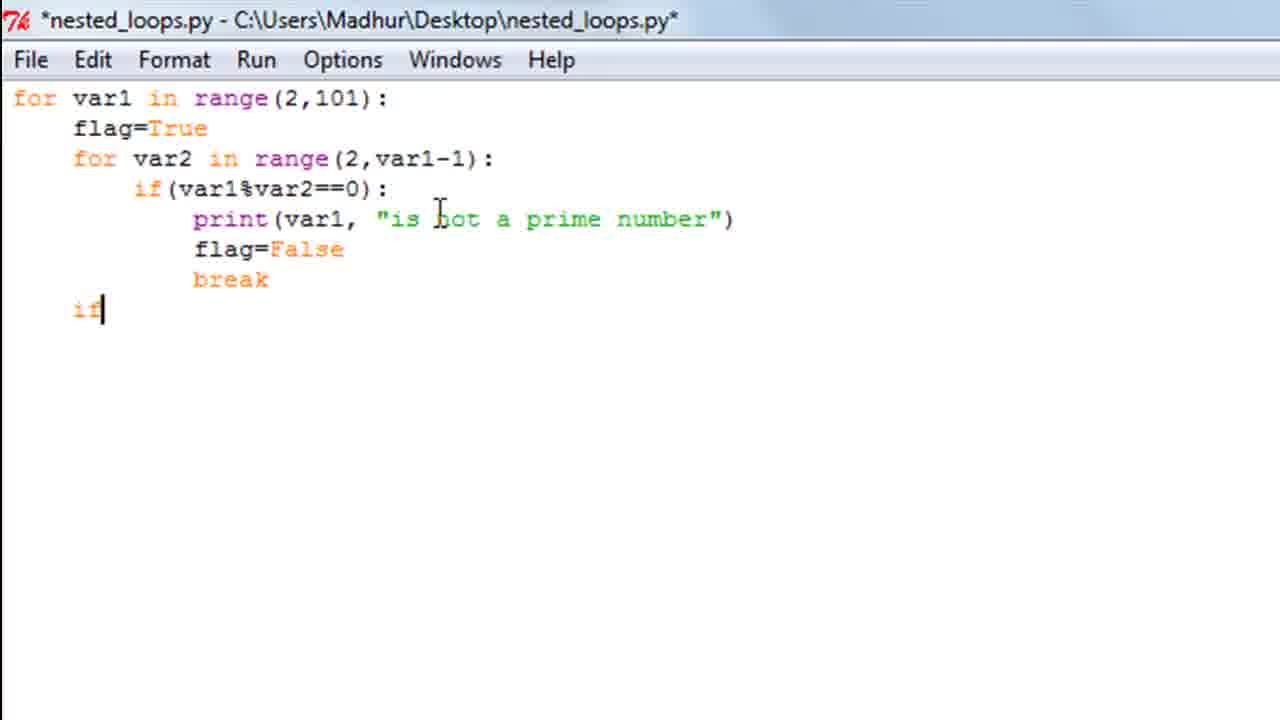 *nested_loops.py - C:\Users\Madhur\Desktop\nested_loops.py*
File Edit Format Run Options Windows Help
for var1 in range(2,101):
    flag=True
    for var2 in range(2,var1-1):
        if(var1%var2==0):
            print(var1, "is not a prime number")
            flag=False
            break
    if